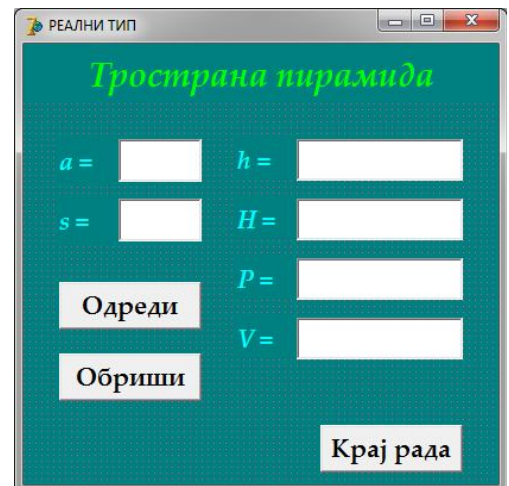 РЕАЛНИ ТИП
Тространа пирамида
a =
h =
s =
H =
P =
Одреди
V =
Обриши
Крај рада